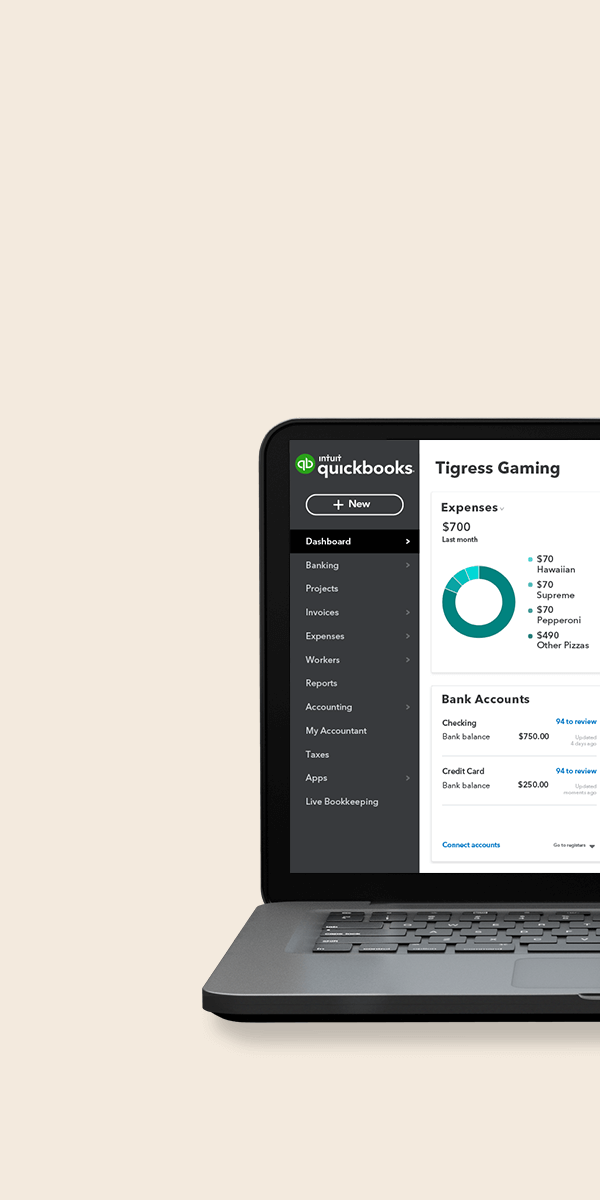 intuit
quickbooks
+ New
Dashboard
Banking
Projects
Invoices
Expenses
Workers
Reports
Accounting
My Accountant
Taxes
Apps
Live Bookkeeping
Tigress Gaming
Expenses
$700
Last month
$70
Hawaiian
$70
Supreme
$70
Pepperoni
$490
Other Pizzas
Bank Accounts
Checking 94 to review
Bank balance $750.00 Updated
4 days ago
Credit Card 94 to review
Bank balance $250.00 Updated
moments ago
Connect accounts Go to registers